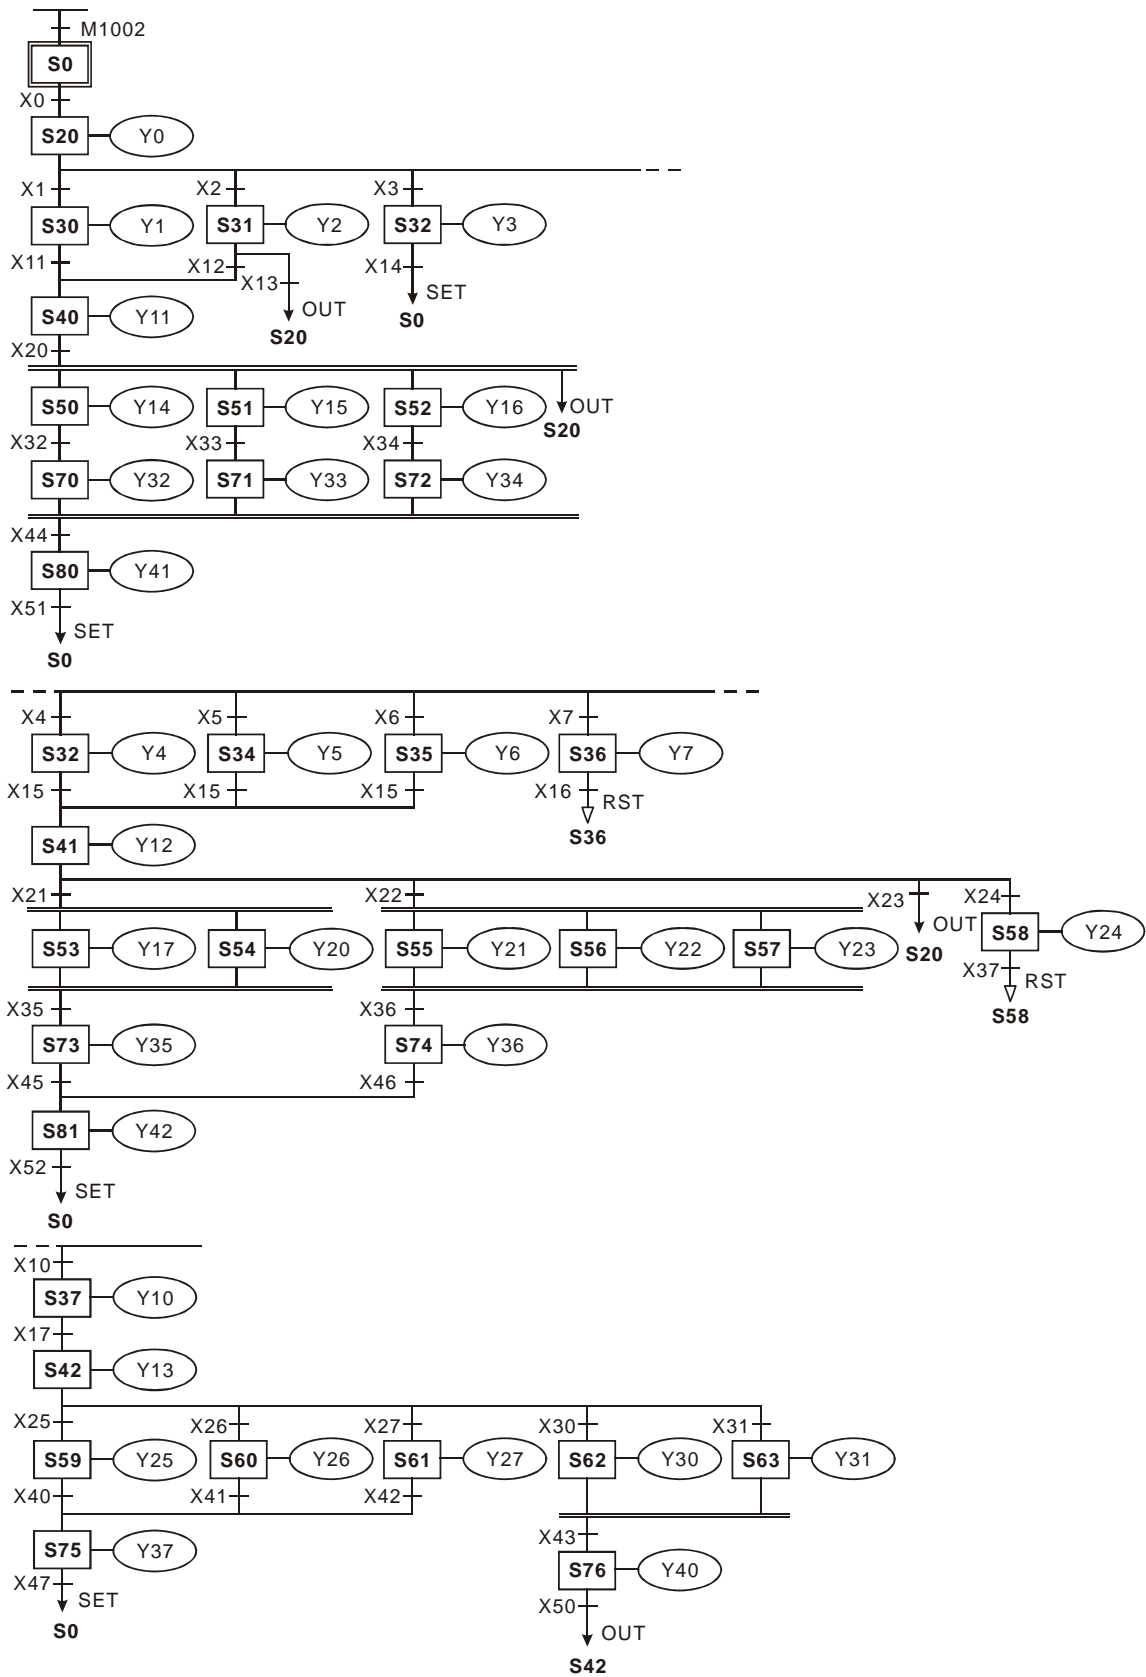 M1002
S0
X0
S20 Y0
X1 X2 X3
S30 Y1 S31 Y2 S32 Y3
X11 X12 X13 X14
SET
OUT
S40 Y11 S20 S0
X20
S50 Y14 S51 Y15 S52 Y16 OUT
S20
X32 X33 X34
S70 Y32 S71 Y33 S72 Y34
X44
S80 Y41
X51
SET
S0
X4 X5 X6 X7
S32 Y4 S34 Y5 S35 Y6 S36 Y7
X15 X15 X15 X16
RST
S36
S41 Y12
X21 X22 X23 X24
OUT
S53 Y17 S54 Y20 S55 Y21 S56 Y22 S57 Y23 S20 S58 Y24
X37
RST
X35 X36 S58
S73 Y35 S74 Y36
X45 X46
S81 Y42
X52
SET
S0
X10
S37 Y10
X17
S42 Y13
X25 X26 X27 X30 X31
S59 Y25 S60 Y26 S61 Y27 S62 Y30 S63 Y31
X40 X41 X42
X43
S75 Y37 S76 Y40
X47
SET
X50
S0 OUT
S42